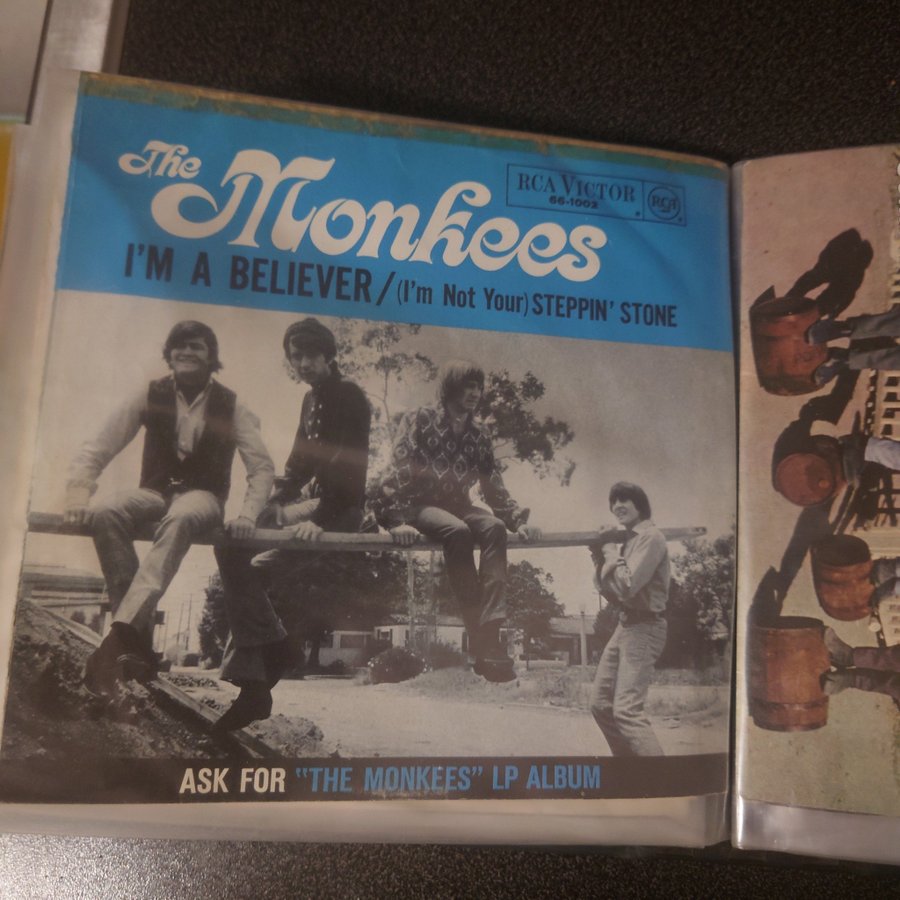 The Monkees
RCA VICTOR
66-1002
RCA
I'M A BELIEVER / (I'm Not Your) STEPPIN' STONE
ASK FOR "THE MONKEES" LP ALBUM